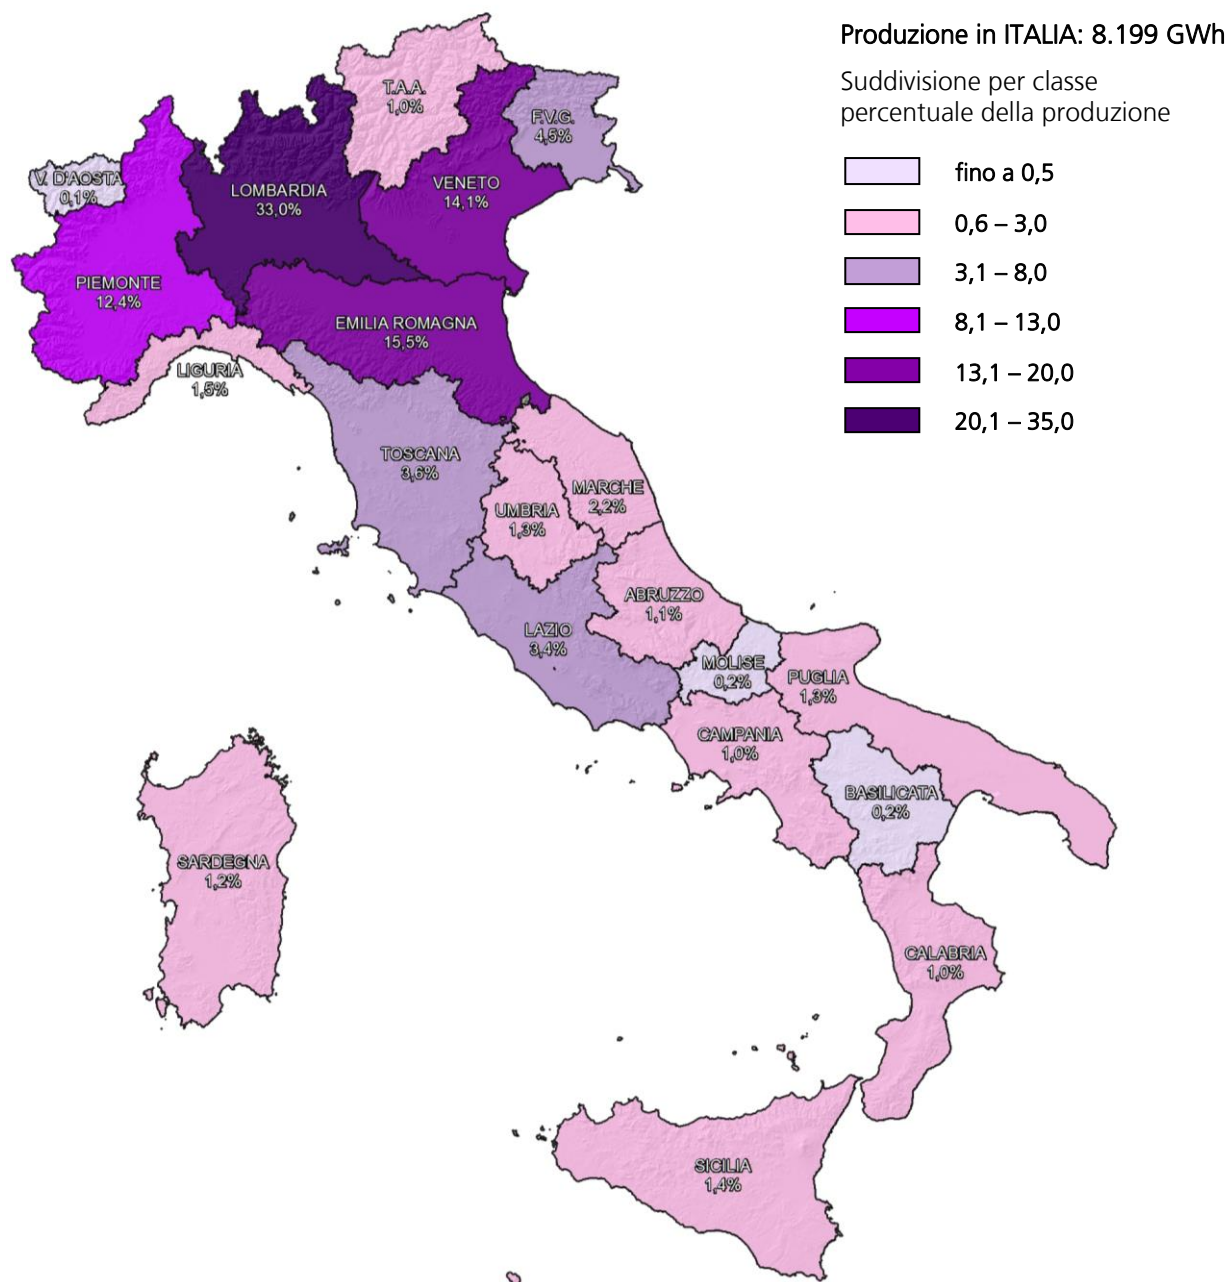 Produzione in ITALIA: 8.199 GWh
Suddivisione per classe
percentuale della produzione
fino a 0,5
0,6 – 3,0
3,1 – 8,0
8,1 – 13,0
13,1 – 20,0
20,1 – 35,0
T.A.A.
1,0%
F.V.G.
4,5%
V. D'AOSTA
0,1%
LOMBARDIA
33,0%
VENETO
14,1%
PIEMONTE
12,4%
EMILIA ROMAGNA
15,5%
LIGURIA
1,5%
TOSCANA
3,6%
MARCHE
2,2%
UMBRIA
1,3%
ABRUZZO
1,1%
LAZIO
3,4%
MOLISE
0,2%
PUGLIA
1,3%
CAMPANIA
1,0%
BASILICATA
0,2%
SARDEGNA
1,2%
CALABRIA
1,0%
SICILIA
1,4%